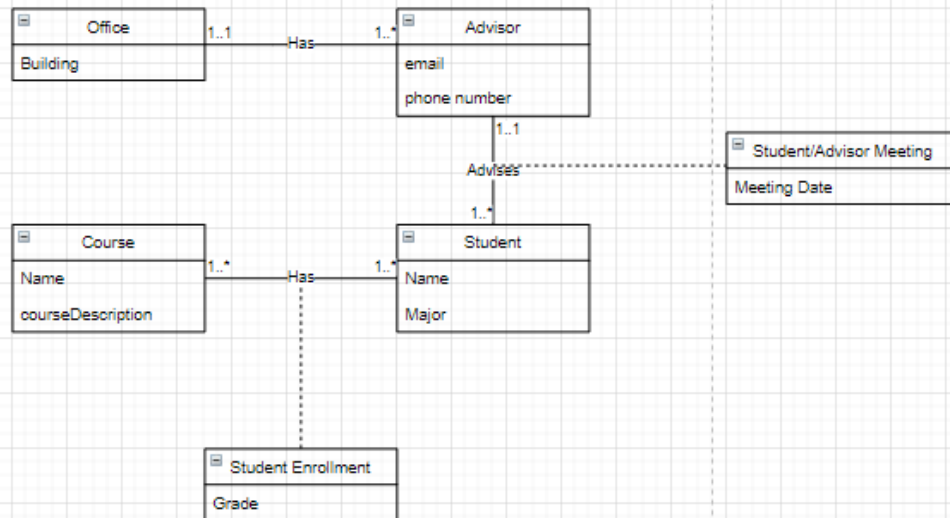 Office
1..1
Has
1..*
Advisor
Building
email
phone number
1..1
Advises
Student/Advisor Meeting
Meeting Date
1..*
Course
Student
1..*
Has
1..*
Name
courseDescription
Name
Major
Student Enrollment
Grade